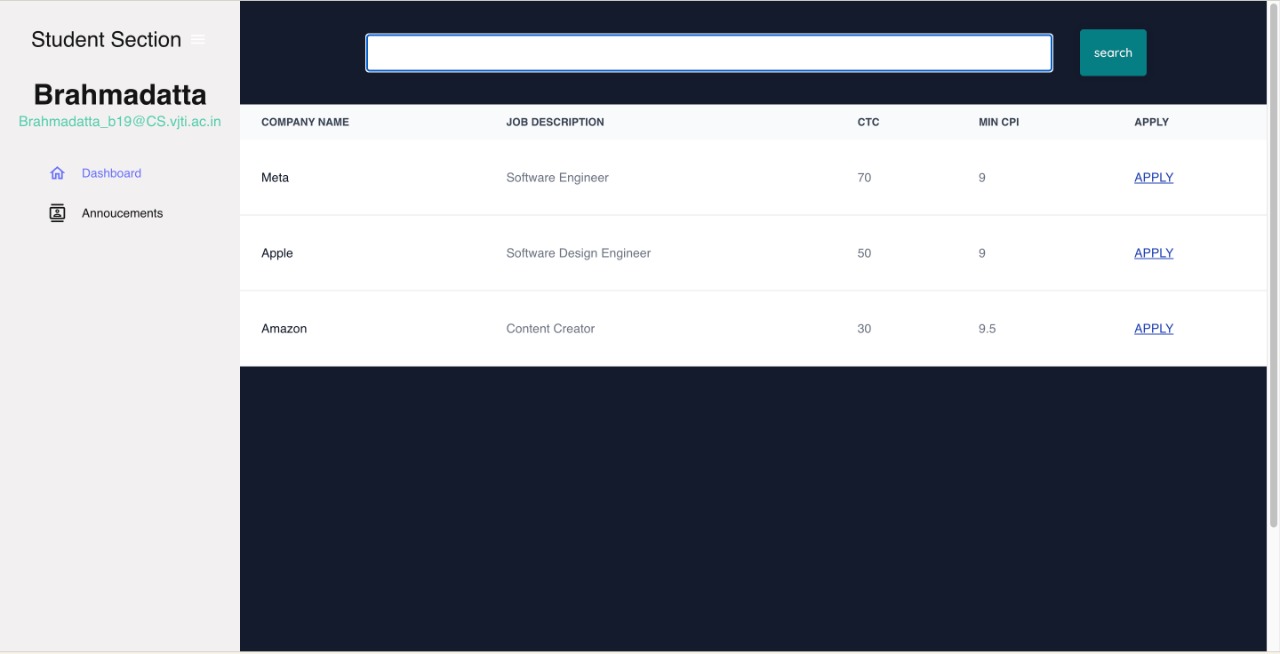 Student Section
Brahmadatta
Brahmadatta_b19@CS.vjti.ac.in
Dashboard
Annoucements
search
COMPANY NAME JOB DESCRIPTION CTC MIN CPI APPLY
Meta Software Engineer 70 9 APPLY
Apple Software Design Engineer 50 9 APPLY
Amazon Content Creator 30 9.5 APPLY